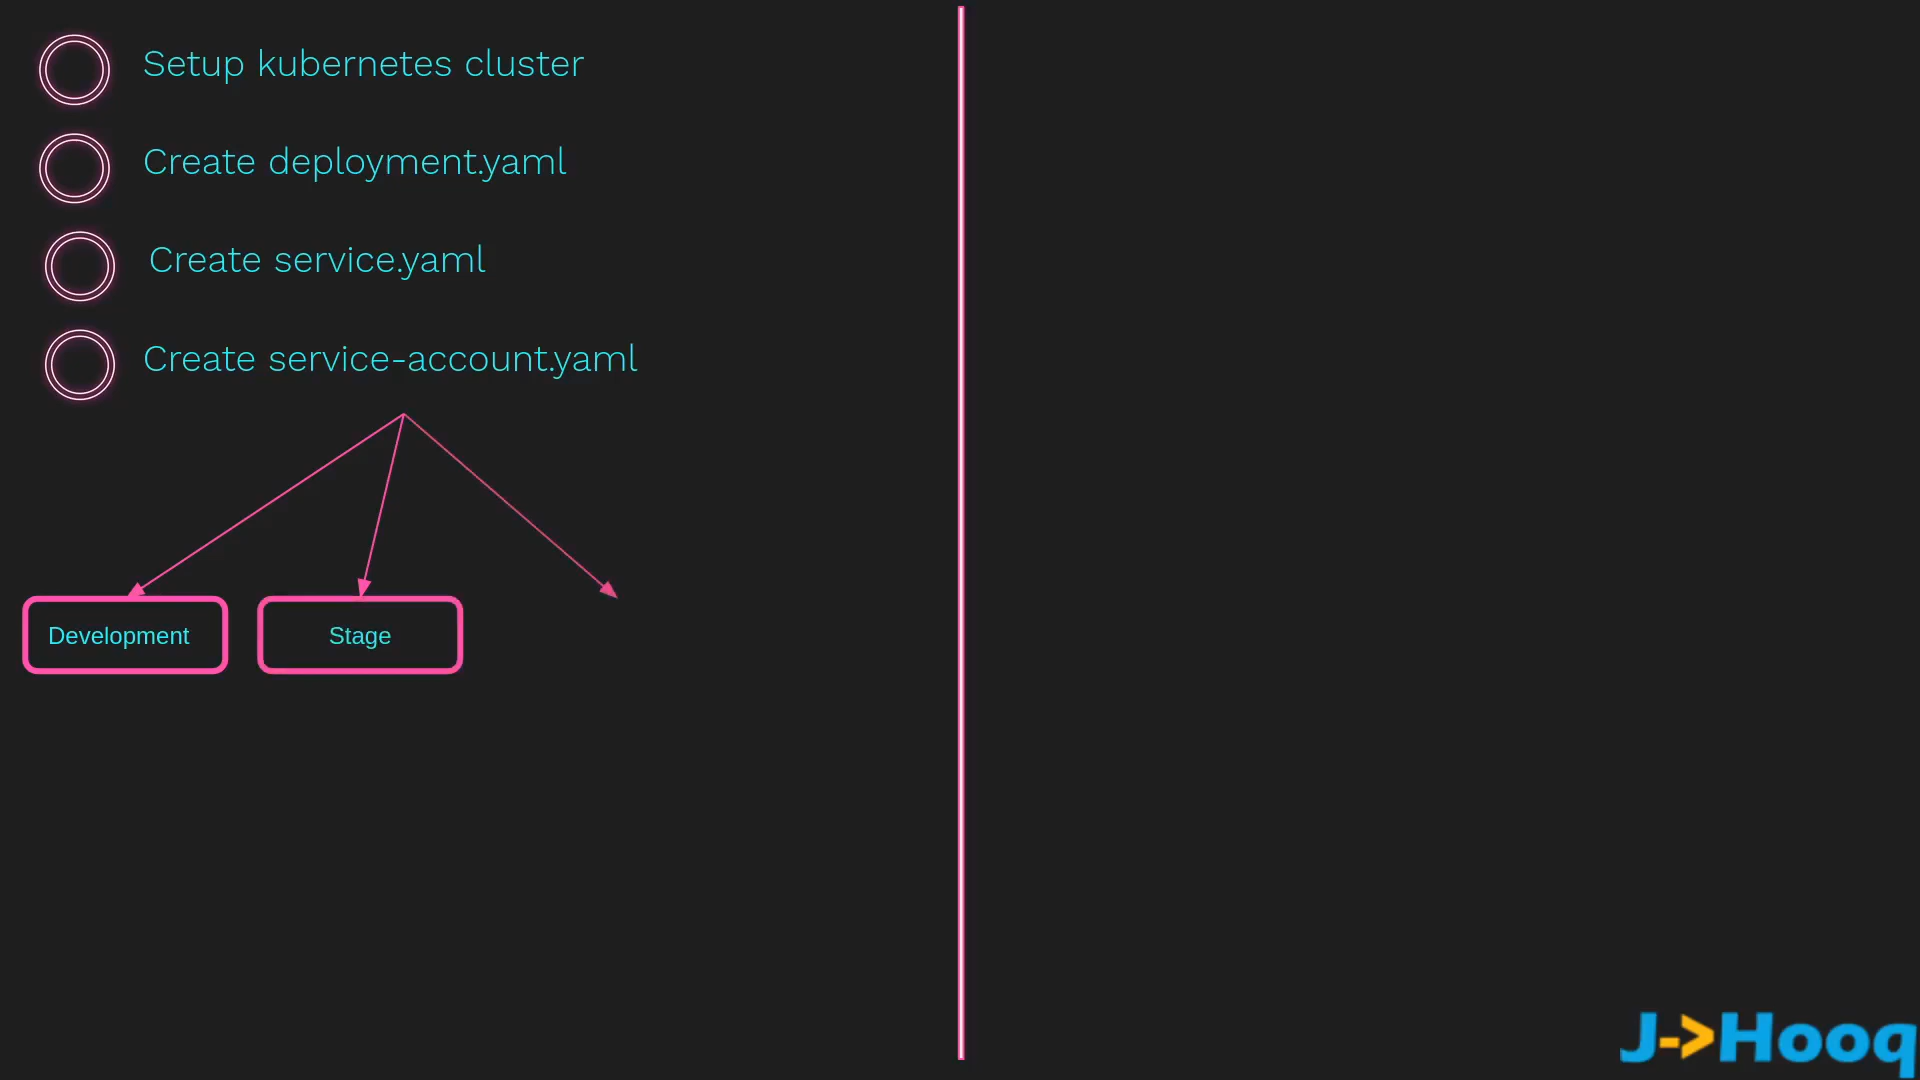 Setup kubernetes cluster
Create deployment.yaml
Create service.yaml
Create service-account.yaml
Development
Stage
J->Hooq